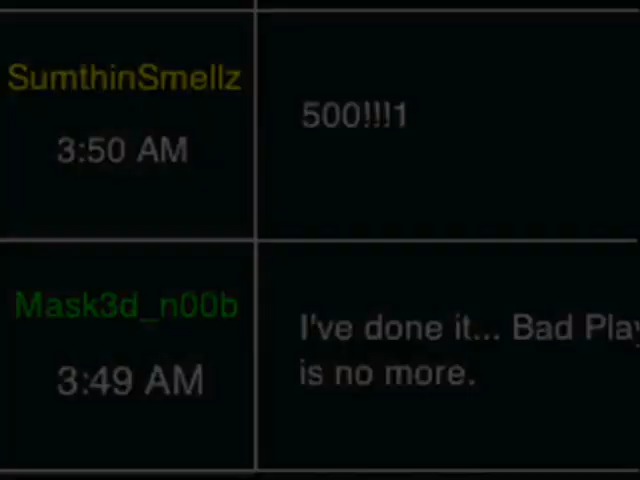 SumthinSmellz
3:50 AM
500!!!1
Mask3d_n00b
3:49 AM
I've done it... Bad
is no more.